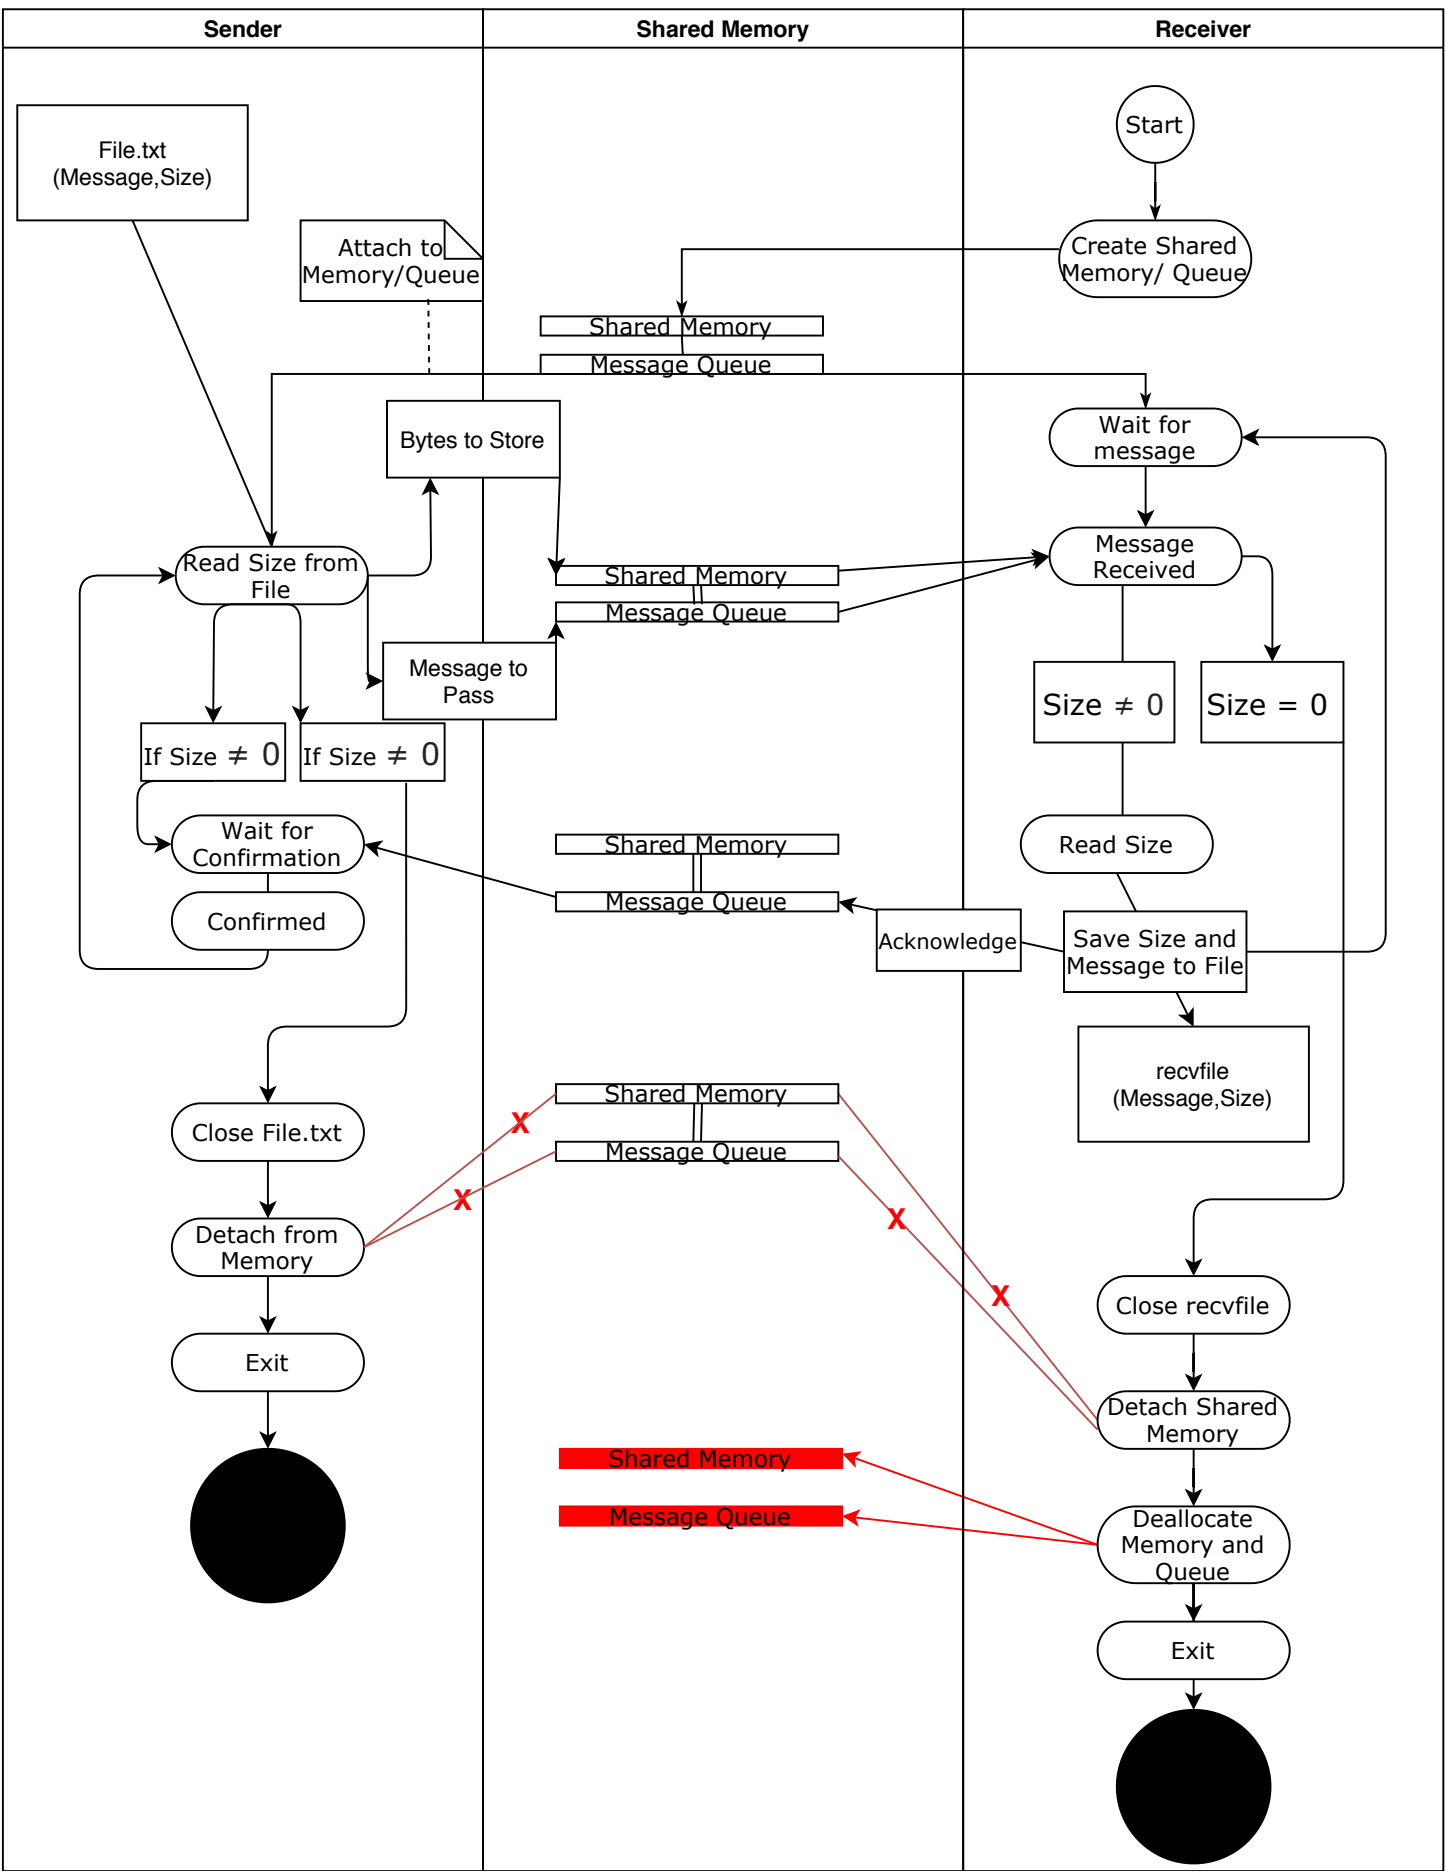 Sender
Shared Memory
Receiver
Start
File.txt
(Message,Size)
Attach to
Memory/Queue
Create Shared
Memory/ Queue
Shared Memory
Message Queue
Bytes to Store
Wait for
message
Read Size from
File
Shared Memory
Message Queue
Message
Received
Message to
Pass
Size ≠ 0
Size = 0
If Size ≠ 0
If Size ≠ 0
Wait for
Confirmation
Shared Memory
Read Size
Confirmed
Message Queue
Acknowledge
Save Size and
Message to File
recvfile
(Message,Size)
Shared Memory
X
Close File.txt
Message Queue
X
X
Detach from
Memory
X
Close recvfile
Exit
Detach Shared
Memory
Shared Memory
Message Queue
Deallocate
Memory and
Queue
Exit